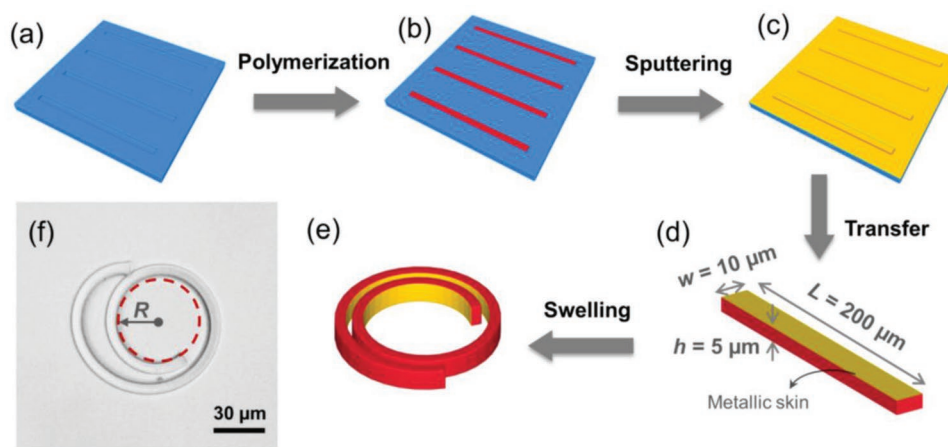 (a)
Polymerization
(b)
Sputtering
(c)
Transfer
(d)
w = 10 µm
L = 200 µm
h = 5 µm
Metallic skin
Swelling
(e)
(f)
R
30 µm